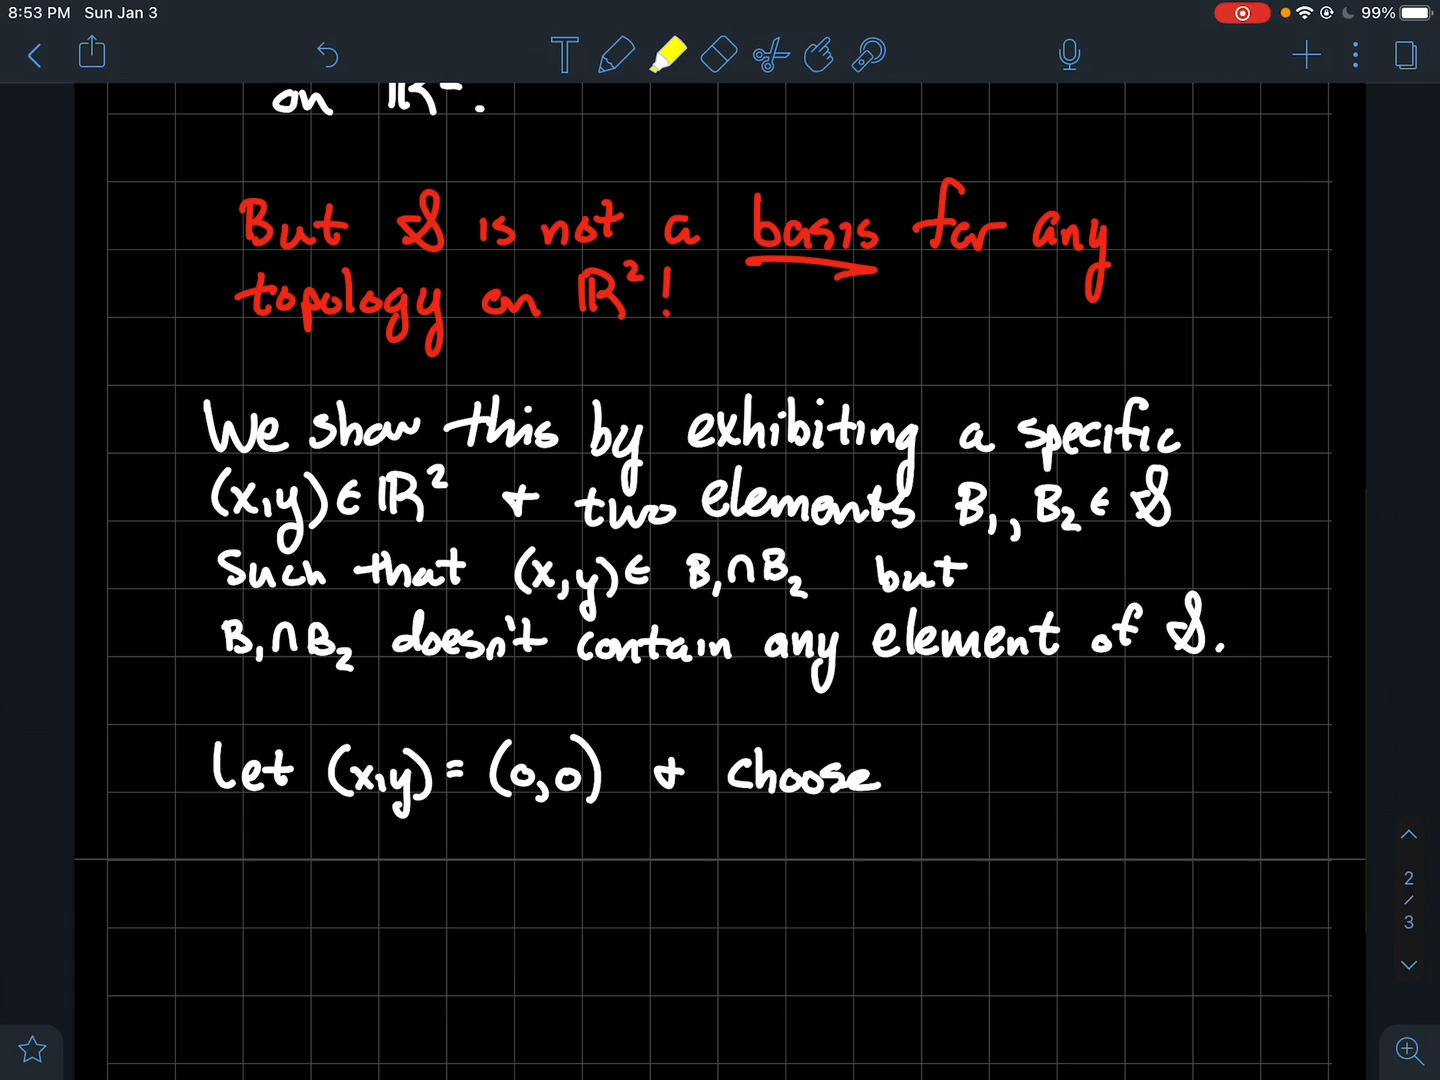 8:53 PM Sun Jan 3 99%
T
on ℝ².
But 𝒮 is not a basis for any
topology on ℝ²!
We show this by exhibiting a specific
(x,y)∈ℝ² + two elements B₁, B₂ ∈ 𝒮
Such that (x,y)∈ B₁∩B₂ but
B₁∩B₂ doesn't contain any element of 𝒮.
Let (x,y) = (0,0) + choose
2
/
3